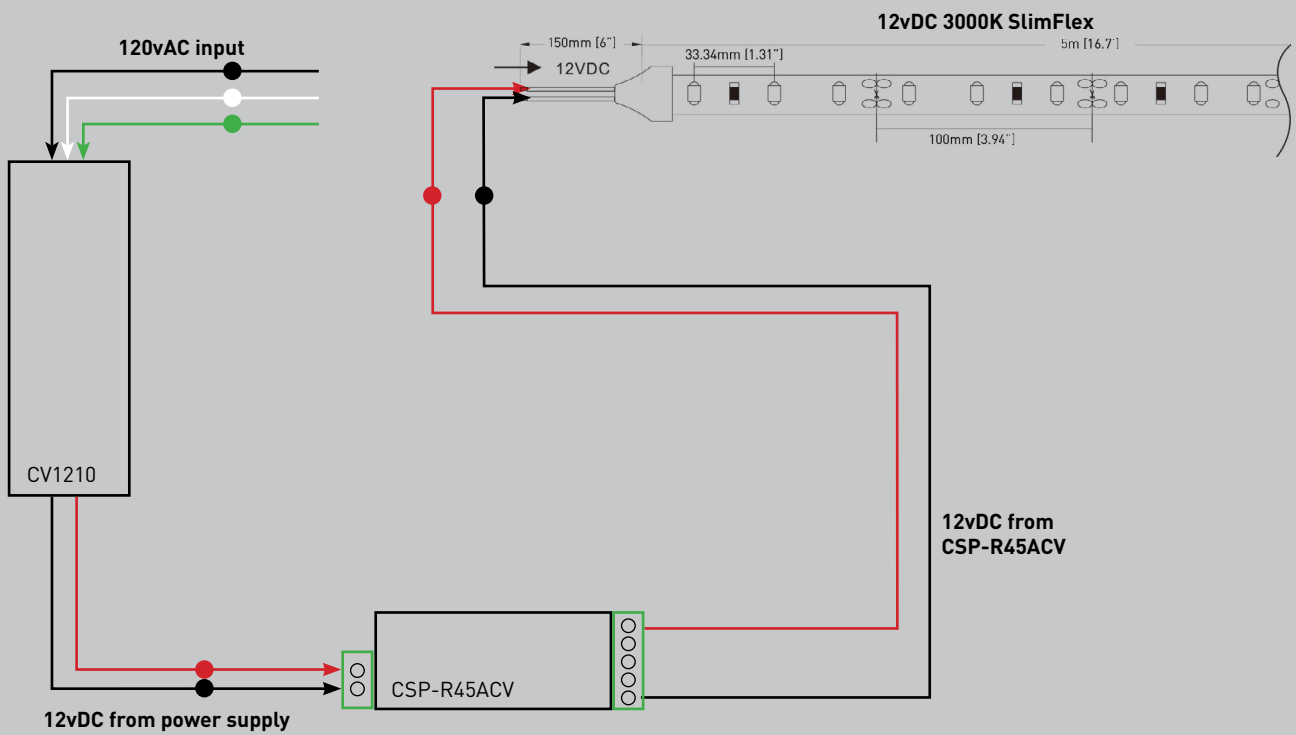 12vDC 3000K SlimFlex
120vAC input
150mm [6"]
5m [16.7']
33.34mm [1.31"]
12VDC
100mm [3.94"]
CV1210
12vDC from
CSP-R45ACV
CSP-R45ACV
12vDC from power supply